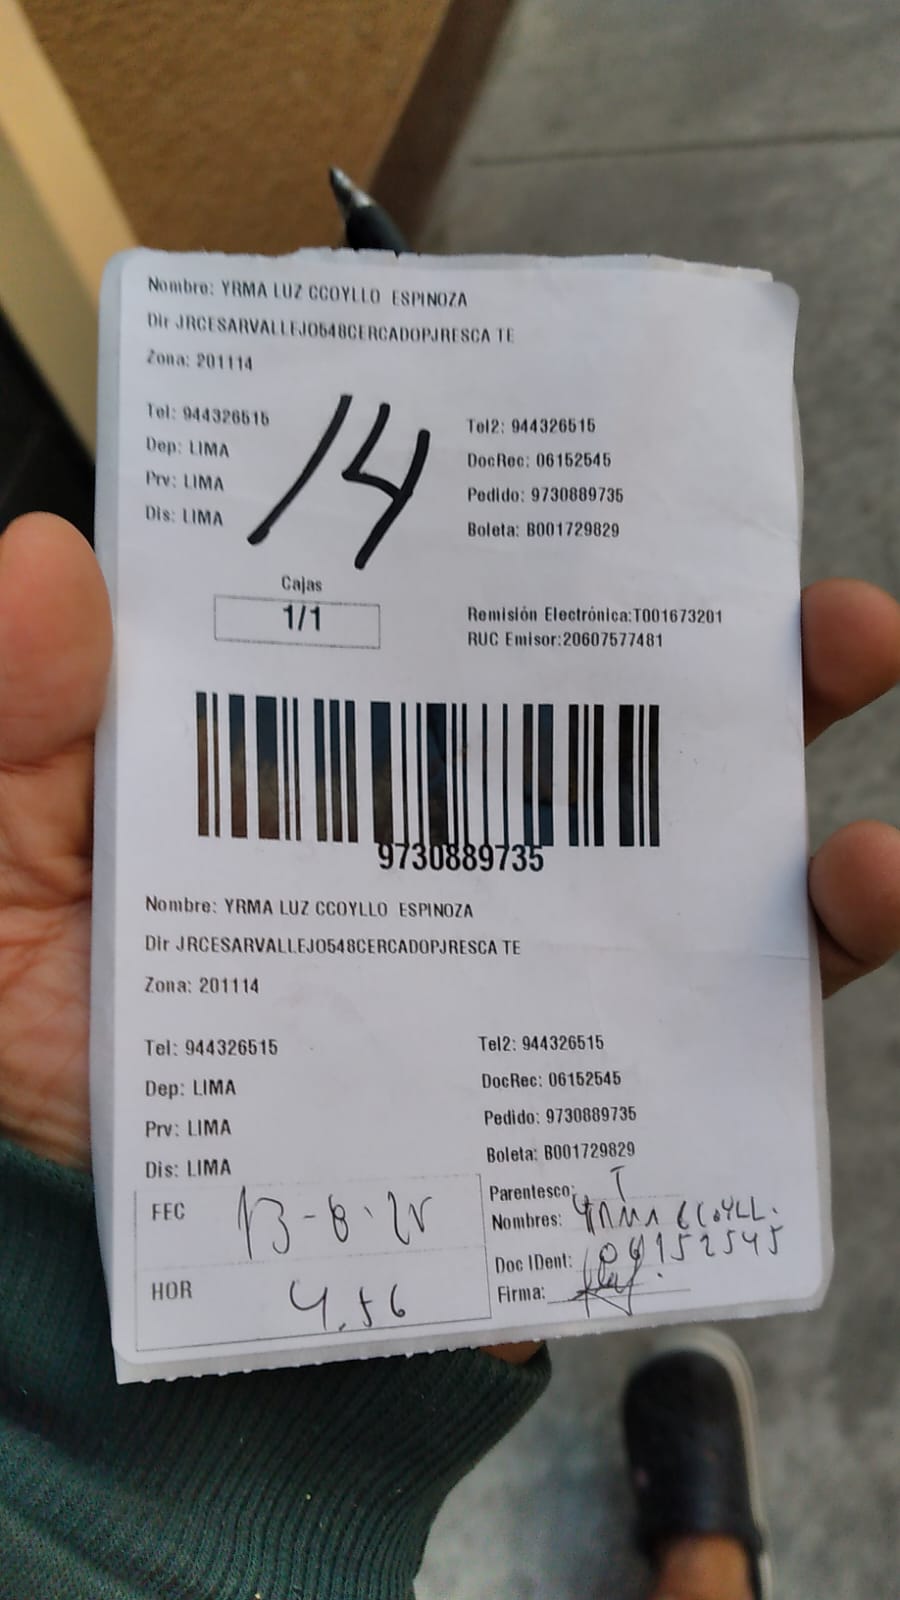 Nombre: YRMA LUZ CCOYLLO ESPINOZA
Dir JRCESARVALLEJO548CERCADOPJRESCA TE
Zona: 201114
14
Tel: 944326515
Tel2: 944326515
Dep: LIMA
DocRec: 06152545
Prv: LIMA
Pedido: 9730889735
Dis: LIMA
Boleta: B001729829
Cajas
1/1
Remisión Electrónica:T001673201
RUC Emisor:20607577481
9730889735
Nombre: YRMA LUZ CCOYLLO ESPINOZA
Dir JRCESARVALLEJO548CERCADOPJRESCA TE
Zona: 201114
Tel: 944326515
Tel2: 944326515
Dep: LIMA
DocRec: 06152545
Prv: LIMA
Pedido: 9730889735
Dis: LIMA
Boleta: B001729829
FEC 13-8.25
Parentesco: T
Nombres: YRMA CCOYLL.
Doc IDent: 06152545
HOR 4.56
Firma: